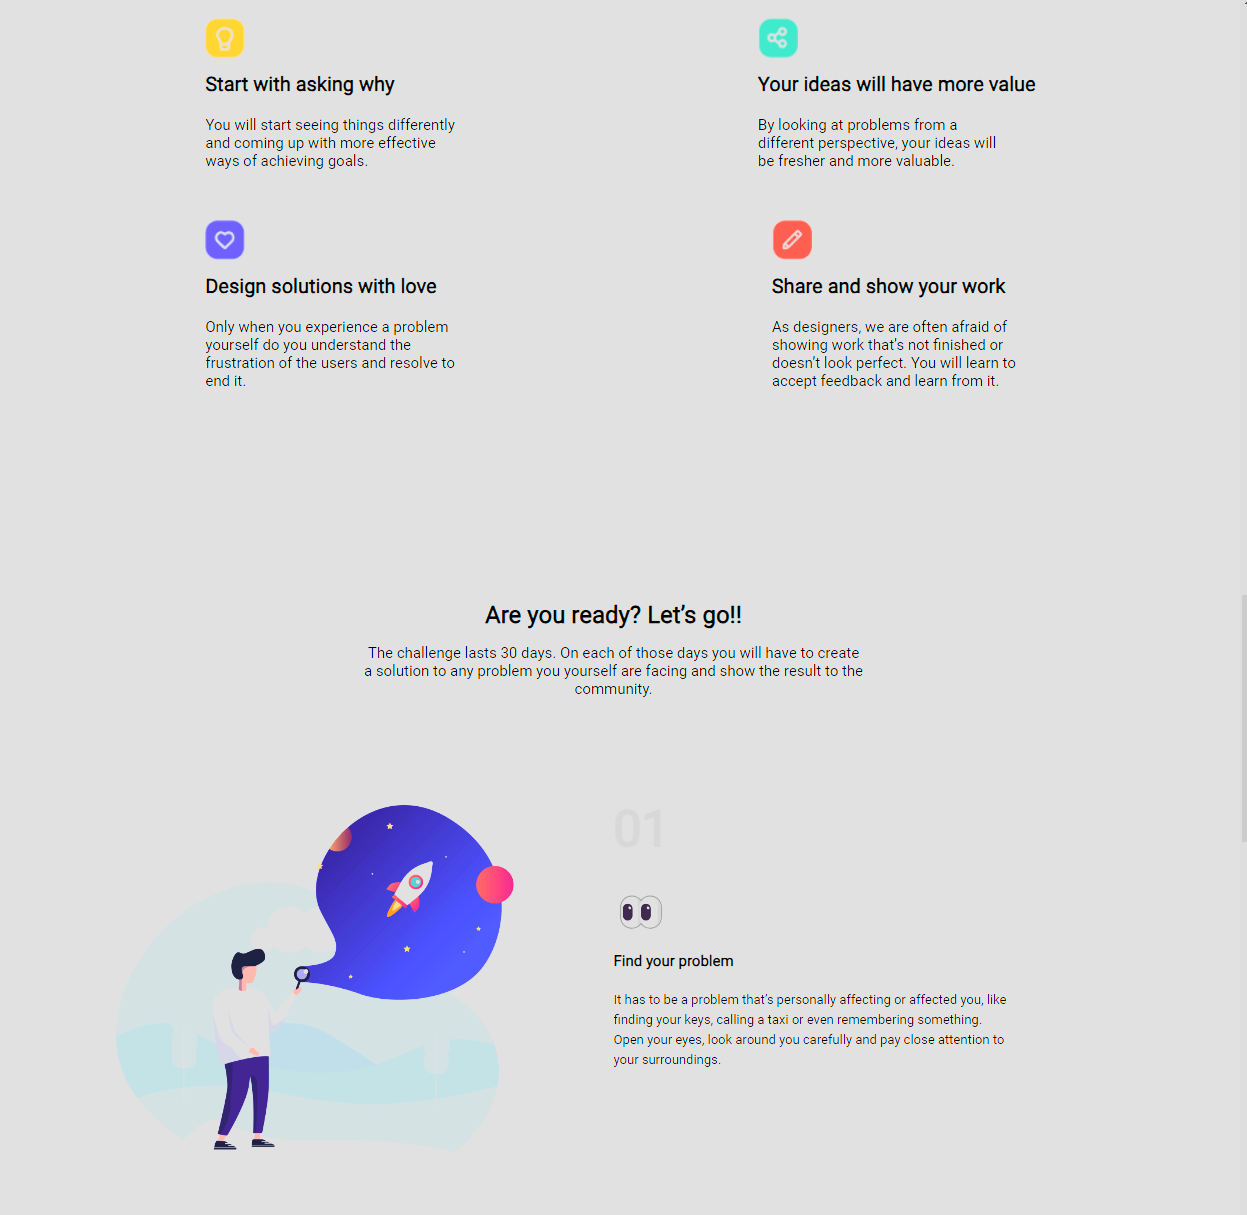 Start with asking why
You will start seeing things differently
and coming up with more effective
ways of achieving goals.
Your ideas will have more value
By looking at problems from a
different perspective, your ideas will
be fresher and more valuable.
Design solutions with love
Only when you experience a problem
yourself do you understand the
frustration of the users and resolve to
end it.
Share and show your work
As designers, we are often afraid of
showing work that’s not finished or
doesn’t look perfect. You will learn to
accept feedback and learn from it.
Are you ready? Let’s go!!
The challenge lasts 30 days. On each of those days you will have to create
a solution to any problem you yourself are facing and show the result to the
community.
01
Find your problem
It has to be a problem that’s personally affecting or affected you, like
finding your keys, calling a taxi or even remembering something.
Open your eyes, look around you carefully and pay close attention to
your surroundings.